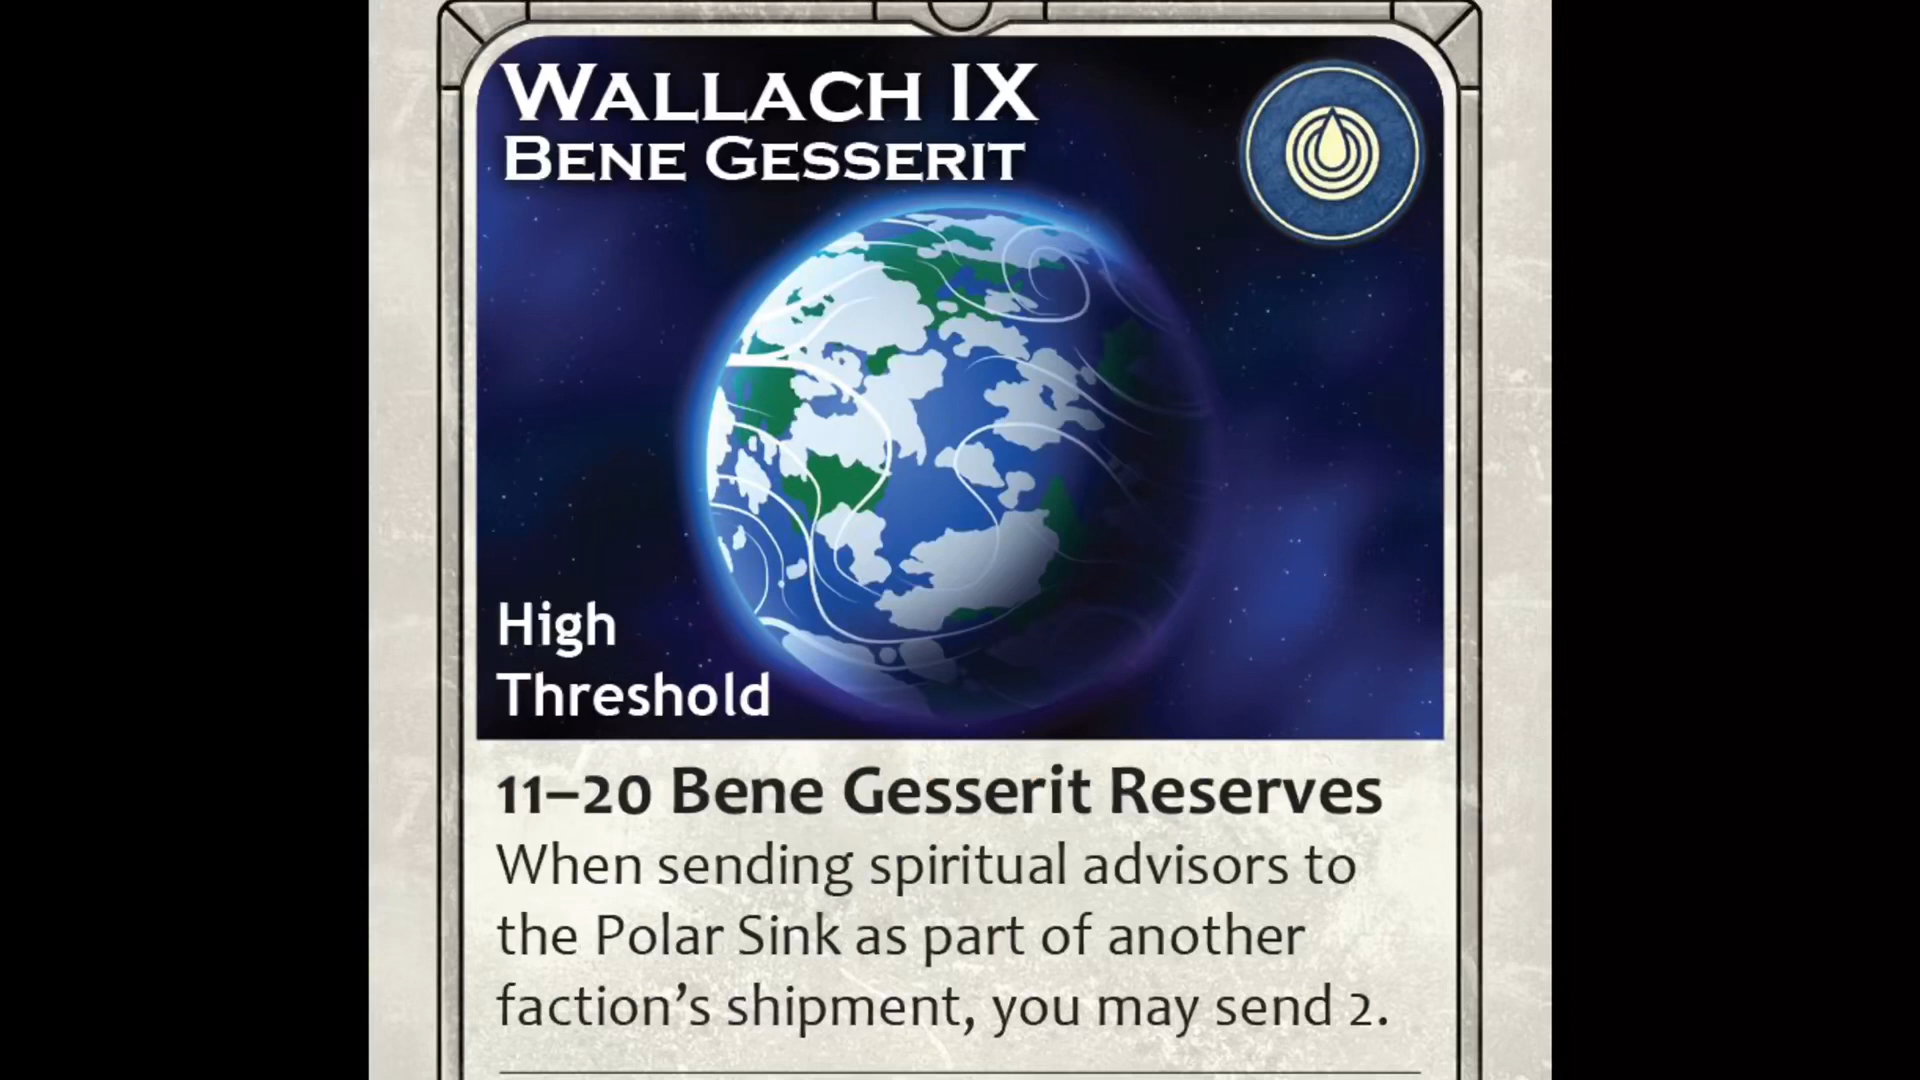 WALLACH IX
BENE GESSERIT
High
Threshold
11–20 Bene Gesserit Reserves
When sending spiritual advisors to
the Polar Sink as part of another
faction’s shipment, you may send 2.